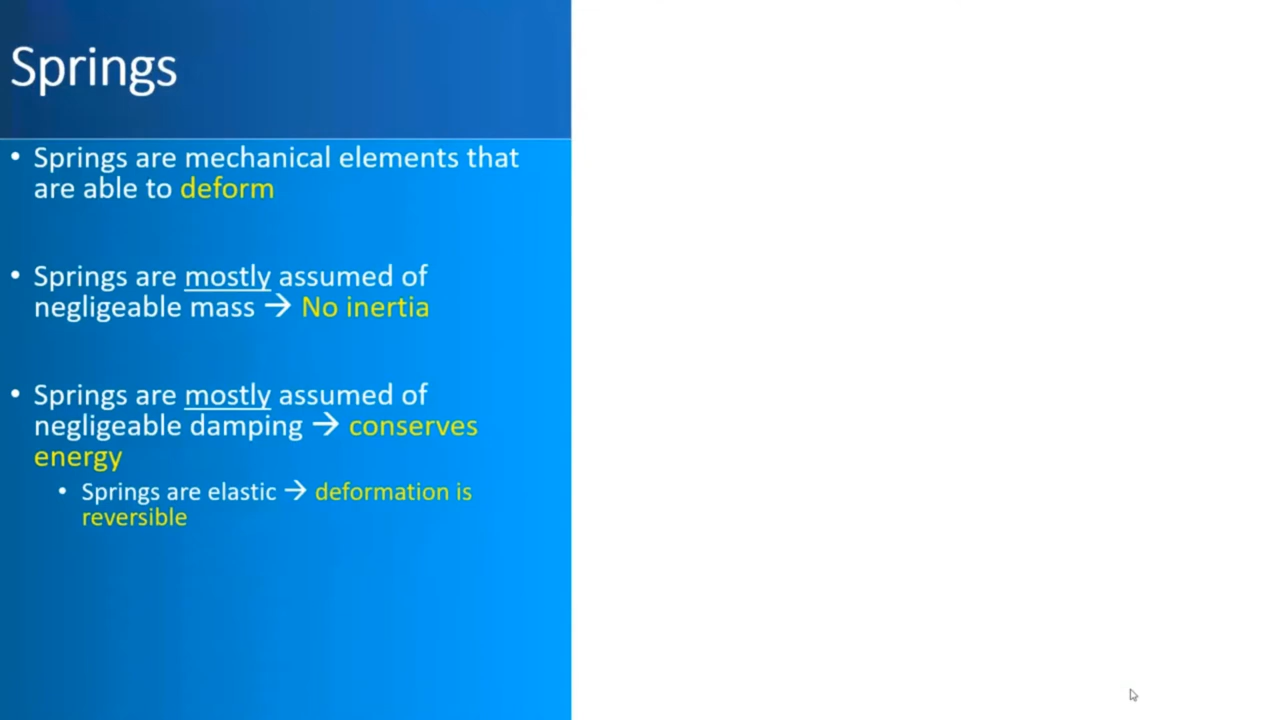 Springs
• Springs are mechanical elements that
are able to deform
• Springs are mostly assumed of
negligeable mass → No inertia
• Springs are mostly assumed of
negligeable damping → conserves
energy
• Springs are elastic → deformation is
reversible